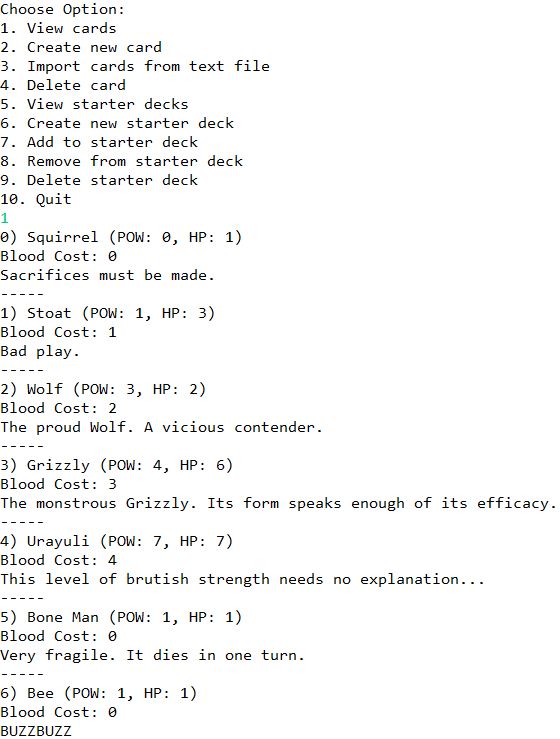 Choose Option:
1. View cards
2. Create new card
3. Import cards from text file
4. Delete card
5. View starter decks
6. Create new starter deck
7. Add to starter deck
8. Remove from starter deck
9. Delete starter deck
10. Quit
1
0) Squirrel (POW: 0, HP: 1)
Blood Cost: 0
Sacrifices must be made.
-----
1) Stoat (POW: 1, HP: 3)
Blood Cost: 1
Bad play.
-----
2) Wolf (POW: 3, HP: 2)
Blood Cost: 2
The proud Wolf. A vicious contender.
-----
3) Grizzly (POW: 4, HP: 6)
Blood Cost: 3
The monstrous Grizzly. Its form speaks enough of its efficacy.
-----
4) Urayuli (POW: 7, HP: 7)
Blood Cost: 4
This level of brutish strength needs no explanation...
-----
5) Bone Man (POW: 1, HP: 1)
Blood Cost: 0
Very fragile. It dies in one turn.
-----
6) Bee (POW: 1, HP: 1)
Blood Cost: 0
BUZZBUZZ